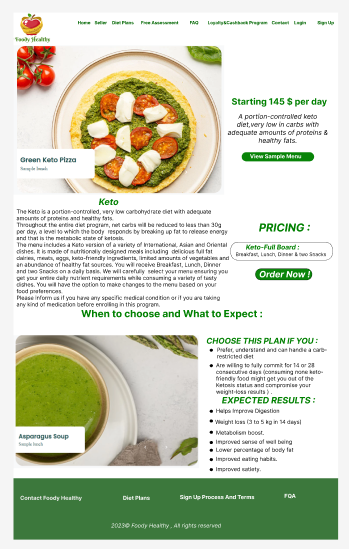 Home Seller Diet Plans Free Assessment FAQ Loyalty&Cashback Program Contact Login Sign Up
Foody Healthy
Starting 145 $ per day
A portion-controlled keto
diet,very low in carbs with
adequate amounts of proteins &
healthy fats.
View Sample Menu
Green Keto Pizza
Sample Snack
Keto
The Keto is a portion-controlled, very low carbohydrate diet with adequate
amounts of proteins and healthy fats.
Throughout the entire diet program, net carbs will be reduced to less than 30g
per day, a level to which the body responds by breaking up fat to release energy
and that is the metabolic state of ketosis.
The menu includes a Keto version of a variety of International, Asian and Oriental
dishes. It is made of nutritionally designed meals including delicious full fat
dairies, meats, eggs, keto-friendly ingredients, limited amounts of vegetables and
an abundance of healthy fat sources. You will receive Breakfast, Lunch, Dinner
and two Snacks on a daily basis. We will carefully select your menu ensuring you
get your entire daily nutrient requirements while consuming a variety of tasty
dishes. You will have the option to make changes to the menu based on your
food preferences
Please inform us if you have any specific medical condition or if you are taking
any kind of medication before enrolling in this program.
PRICING :
Keto-Full Board :
Breakfast, Lunch, Dinner & two Snacks
Order Now !
When to choose and What to Expect :
Asparagus Soup
Sample Snack
CHOOSE THIS PLAN IF YOU :
Prefer, understand and can handle a carb-
restricted diet
Are willing to fully commit for 14 or 28
consecutive days (consuming none keto-
friendly food might get you out of the
Ketosis status and compromise your
weight-loss results ) .
EXPECTED RESULTS :
Helps Improve Digestion
Weight loss (3 to 5 kg in 14 days)
Metabolism boost.
Improved sense of well being
Lower percentage of body fat
Improved eating habits.
Improved satiety.
Contact Foody Healthy Diet Plans Sign Up Process And Terms FQA
2023© Foody Healthy , All rights reserved